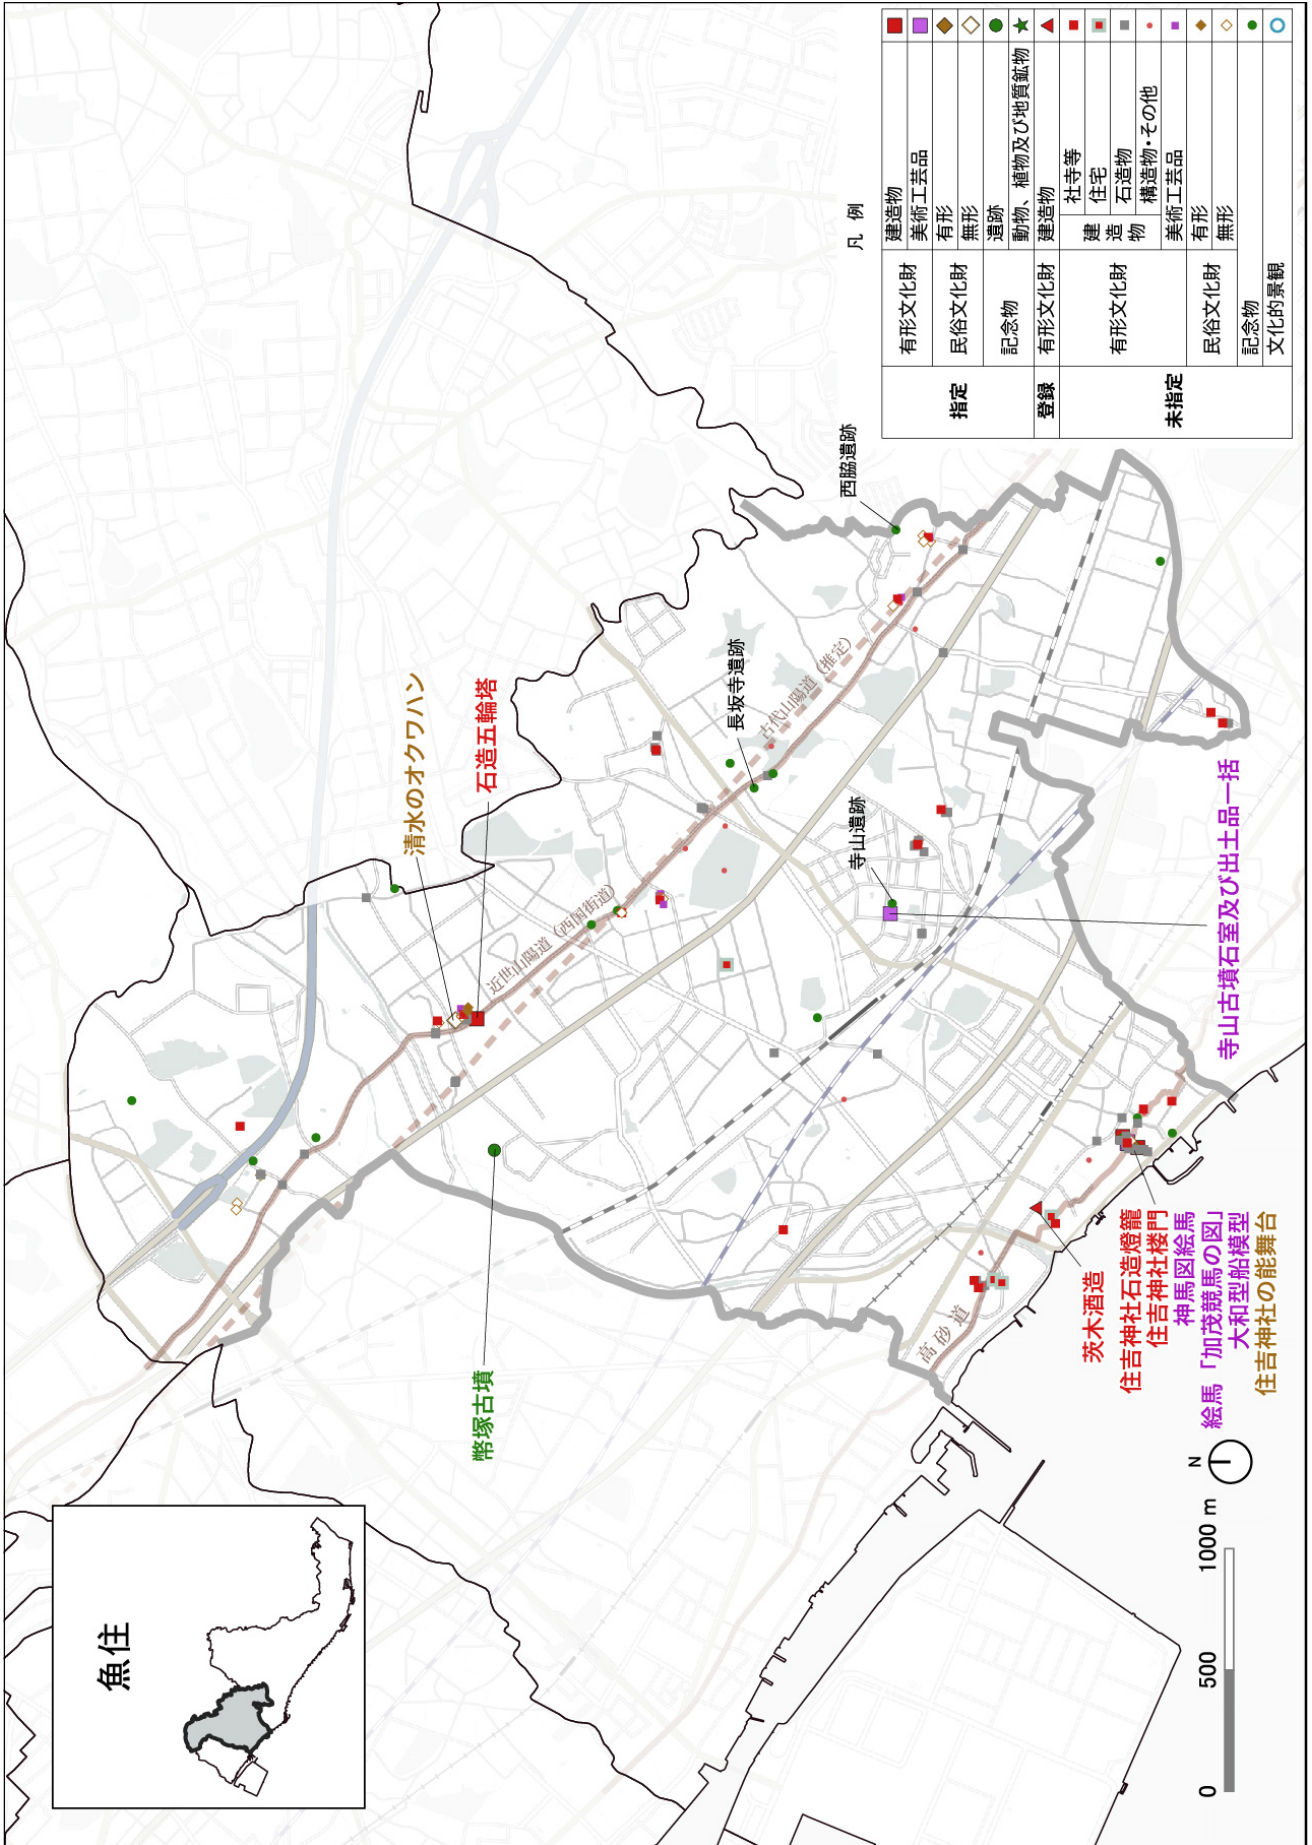 魚住
凡 例
指定
有形文化財
建造物
美術工芸品
民俗文化財
有形
無形
記念物
遺跡
動物、植物及び地質鉱物
登録
有形文化財
建造物
未指定
有形文化財
建造物
社寺等
住宅
石造物
構造物・その他
美術工芸品
民俗文化財
有形
無形
記念物
文化的景観
清水のオクワハン
石造五輪塔
幣塚古墳
西脇遺跡
長坂寺遺跡
寺山遺跡
古代山陽道（推定）
近世山陽道（西国街道）
高砂道
寺山古墳石室及び出土品一括
茨木酒造
住吉神社石造燈籠
住吉神社楼門
神馬図絵馬
絵馬「加茂競馬の図」
大和型船模型
住吉神社の能舞台
N
0 500 1000 m